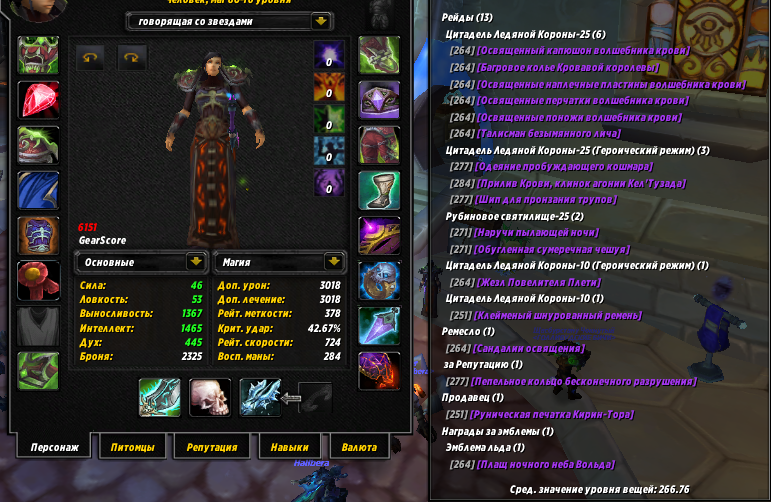 Человек, маг 80-го уровня
говорящая со звездами
0
0
0
0
0
6151
GearScore
Основные
Магия
Сила: 46
Ловкость: 53
Выносливость: 1367
Интеллект: 1465
Дух: 445
Броня: 2325
Доп. урон: 3018
Доп. лечение: 3018
Рейт. меткости: 378
Крит. удар: 42.67%
Рейт. скорости: 724
Восп. маны: 284
Персонаж
Питомцы
Репутация
Навыки
Валюта
Halibera
Рейды (13)
Цитадель Ледяной Короны-25 (6)
[264] [Освященный капюшон волшебника крови]
[264] [Багровое колье Кровавой королевы]
[264] [Освященные наплечные пластины волшебника крови]
[264] [Освященные перчатки волшебника крови]
[264] [Освященные поножи волшебника крови]
[264] [Талисман безымянного лича]
Цитадель Ледяной Короны-25 (Героический режим) (3)
[277] [Одеяние пробуждающего кошмара]
[284] [Прилив Крови, клинок агонии Кел'Тузада]
[277] [Шип для пронзания трупов]
Рубиновое святилище-25 (2)
[271] [Наручи пылающей ночи]
[271] [Обугленная сумеречная чешуя]
Цитадель Ледяной Короны-10 (Героический режим) (1)
[264] [Жезл Повелителя Плети]
Цитадель Ледяной Короны-10 (1)
[251] [Клейменый шнурованный ремень]
Ремесло (1)
[264] [Сандалии освящения]
за Репутацию (1)
[277] [Пепельное кольцо бесконечного разрушения]
Продавец (1)
[251] [Руническая печатка Кирин-Тора]
Награды за эмблемы (1)
Эмблема льда (1)
[264] [Плащ ночного неба Вольда]
Сред. значение уровня вещей: 266.76